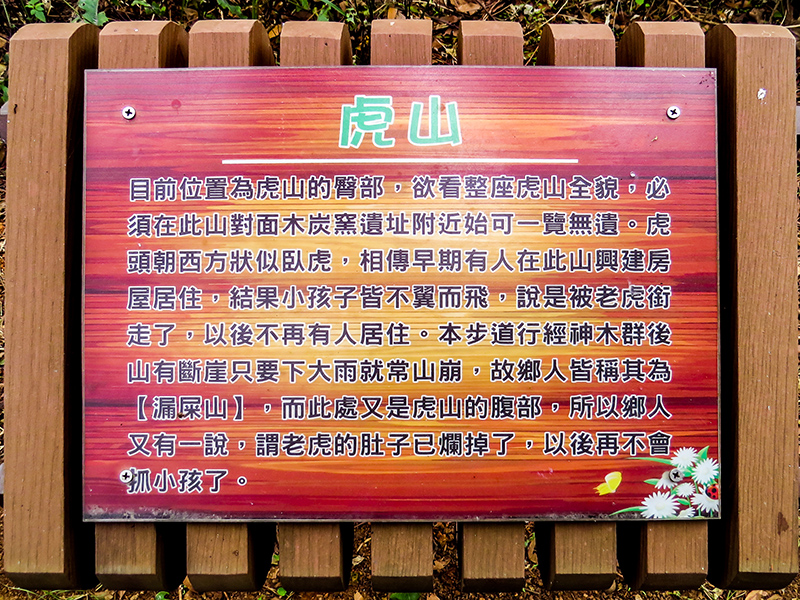 虎山
目前位置為虎山的臀部，欲看整座虎山全貌，必
須在此山對面木炭窯遺址附近始可一覽無遺。虎
頭朝西方狀似臥虎，相傳早期有人在此山興建房
屋居住，結果小孩子皆不翼而飛，說是被老虎銜
走了，以後不再有人居住。本步道行經神木群後
山有斷崖只要下大雨就常山崩，故鄉人皆稱其為
【漏屎山】，而此處又是虎山的腹部，所以鄉人
又有一說，謂老虎的肚子已爛掉了，以後再不會
抓小孩了。